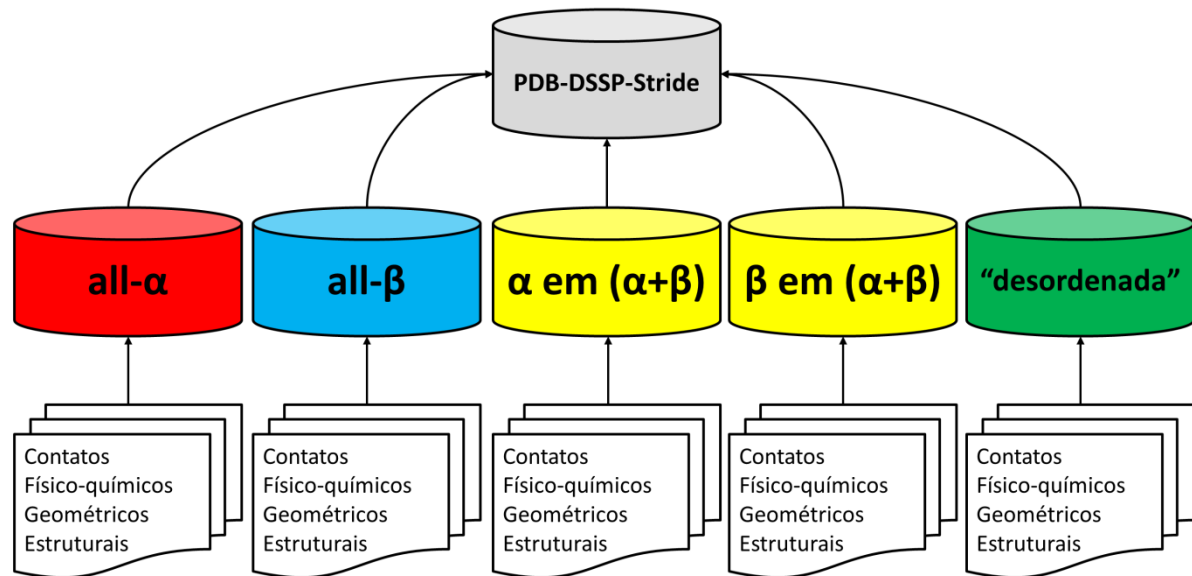 PDB-DSSP-Stride
all-α
all-β
α em (α+β)
β em (α+β)
“desordenada”
Contatos
Físico-químicos
Geométricos
Estruturais
Contatos
Físico-químicos
Geométricos
Estruturais
Contatos
Físico-químicos
Geométricos
Estruturais
Contatos
Físico-químicos
Geométricos
Estruturais
Contatos
Físico-químicos
Geométricos
Estruturais